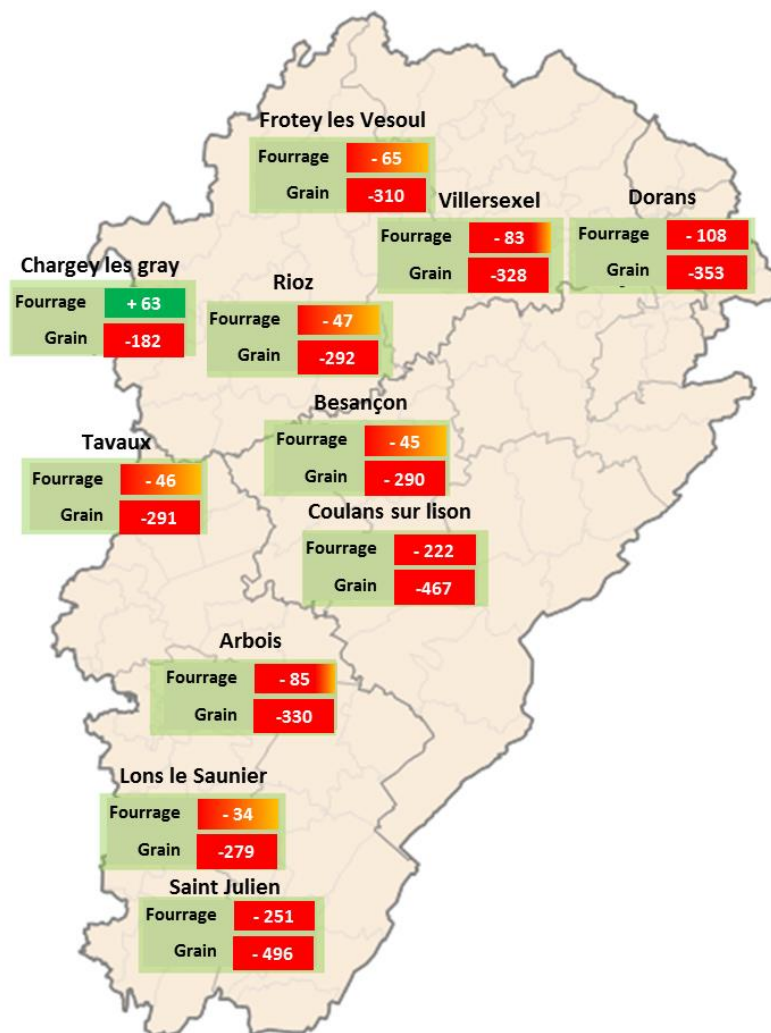 Frotey les Vesoul
Fourrage - 65
Grain -310
Villersexel
Fourrage - 83
Grain -328
Dorans
Fourrage - 108
Grain -353
Chargey les gray
Fourrage + 63
Grain -182
Rioz
Fourrage - 47
Grain -292
Besançon
Fourrage - 45
Grain - 290
Tavaux
Fourrage - 46
Grain -291
Coulans sur lison
Fourrage - 222
Grain -467
Arbois
Fourrage - 85
Grain -330
Lons le Saunier
Fourrage - 34
Grain -279
Saint Julien
Fourrage - 251
Grain - 496